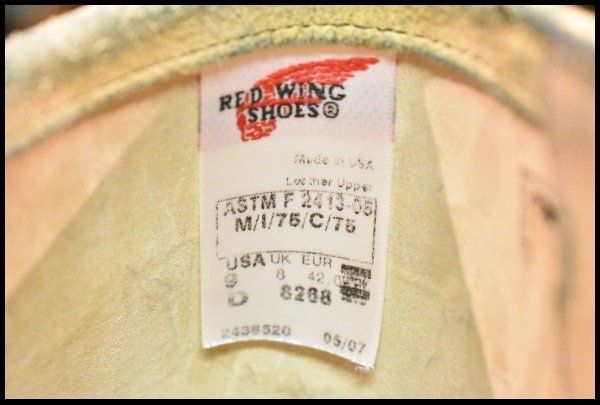 RED WING
SHOES®
Made in USA
Leather Upper
ASTM F 2413-05
M/I/75/C/75
USA UK EUR
9 8 42.0
D 8268
2436520 05/07